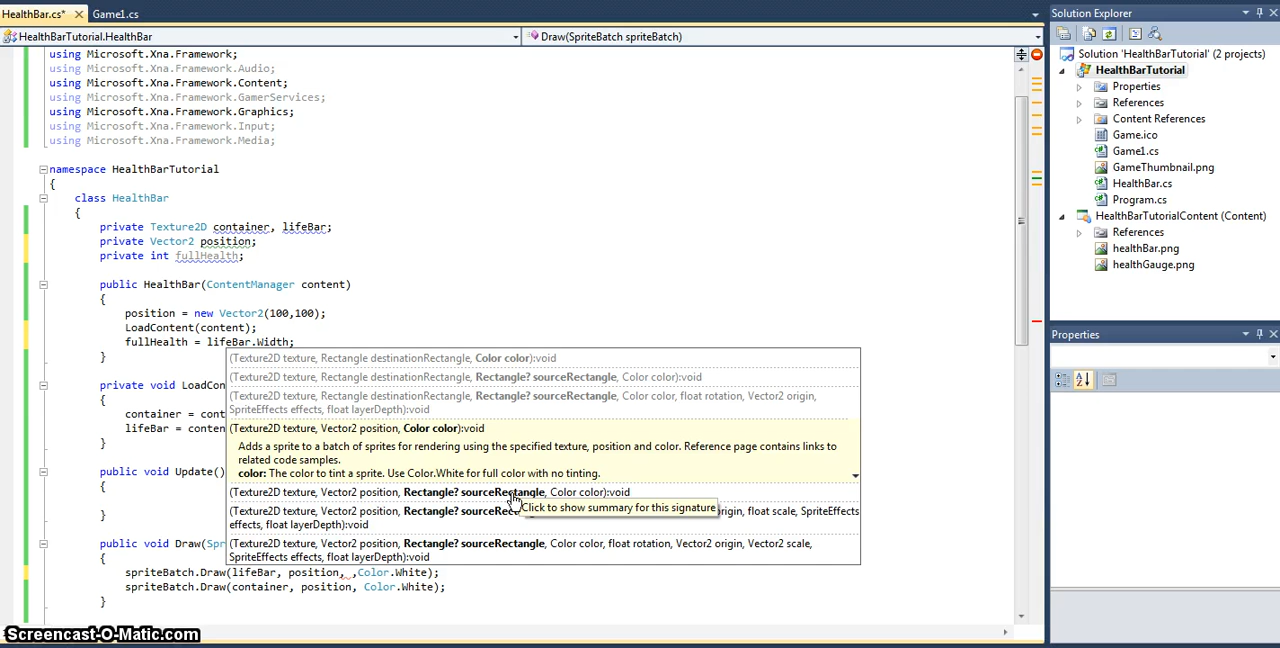 HealthBar.cs* × Game1.cs
HealthBarTutorial.HealthBar
Draw(SpriteBatch spriteBatch)
using Microsoft.Xna.Framework;
using Microsoft.Xna.Framework.Audio;
using Microsoft.Xna.Framework.Content;
using Microsoft.Xna.Framework.GamerServices;
using Microsoft.Xna.Framework.Graphics;
using Microsoft.Xna.Framework.Input;
using Microsoft.Xna.Framework.Media;
namespace HealthBarTutorial
{
class HealthBar
{
private Texture2D container, lifeBar;
private Vector2 position;
private int fullHealth;
public HealthBar(ContentManager content)
{
position = new Vector2(100,100);
LoadContent(content);
fullHealth = lifeBar.Width;
}
private void LoadCon
{
container = cont
lifeBar = conten
}
public void Update()
{
}
public void Draw(Spr
{
spriteBatch.Draw(lifeBar, position, ,Color.White);
spriteBatch.Draw(container, position, Color.White);
}
(Texture2D texture, Rectangle destinationRectangle, Color color):void
(Texture2D texture, Rectangle destinationRectangle, Rectangle? sourceRectangle, Color color):void
(Texture2D texture, Rectangle destinationRectangle, Rectangle? sourceRectangle, Color color, float rotation, Vector2 origin,
SpriteEffects effects, float layerDepth):void
(Texture2D texture, Vector2 position, Color color):void
Adds a sprite to a batch of sprites for rendering using the specified texture, position and color. Reference page contains links to
related code samples.
color: The color to tint a sprite. Use Color.White for full color with no tinting.
(Texture2D texture, Vector2 position, Rectangle? sourceRectangle, Color color):void
Click to show summary for this signature
(Texture2D texture, Vector2 position, Rectangle? sourceRec origin, float scale, SpriteEffects
effects, float layerDepth):void
(Texture2D texture, Vector2 position, Rectangle? sourceRectangle, Color color, float rotation, Vector2 origin, Vector2 scale,
SpriteEffects effects, float layerDepth):void
Solution Explorer
Solution 'HealthBarTutorial' (2 projects)
HealthBarTutorial
Properties
References
Content References
Game.ico
Game1.cs
GameThumbnail.png
HealthBar.cs
Program.cs
HealthBarTutorialContent (Content)
References
healthBar.png
healthGauge.png
Properties
Screencast-O-Matic.com